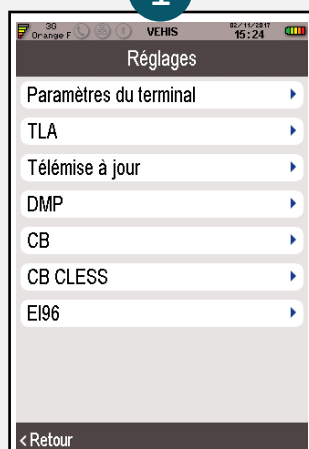 1
3G
Orange F VEHIS 02/11/2017
15:24
Réglages
Paramètres du terminal
TLA
Télémise à jour
DMP
CB
CB CLESS
EI96
< Retour